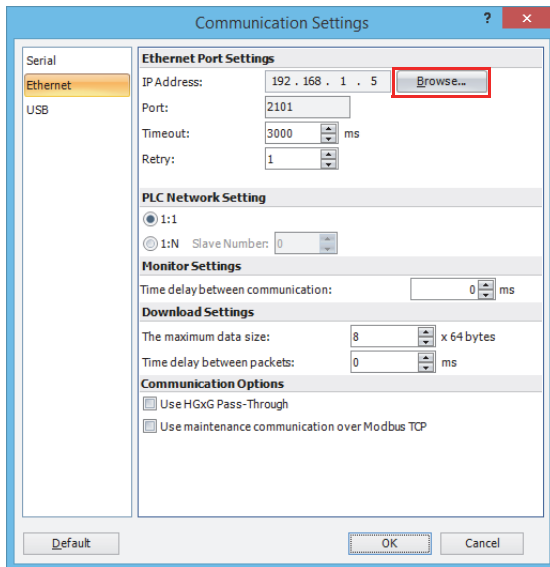 Communication Settings ? ×
Serial
Ethernet
USB
Ethernet Port Settings
IP Address: 192 . 168 . 1 . 5 Browse...
Port: 2101
Timeout: 3000 ms
Retry: 1
PLC Network Setting
1:1
1:N Slave Number: 0
Monitor Settings
Time delay between communication: 0 ms
Download Settings
The maximum data size: 8 x 64 bytes
Time delay between packets: 0 ms
Communication Options
Use HGxG Pass-Through
Use maintenance communication over Modbus TCP
Default OK Cancel